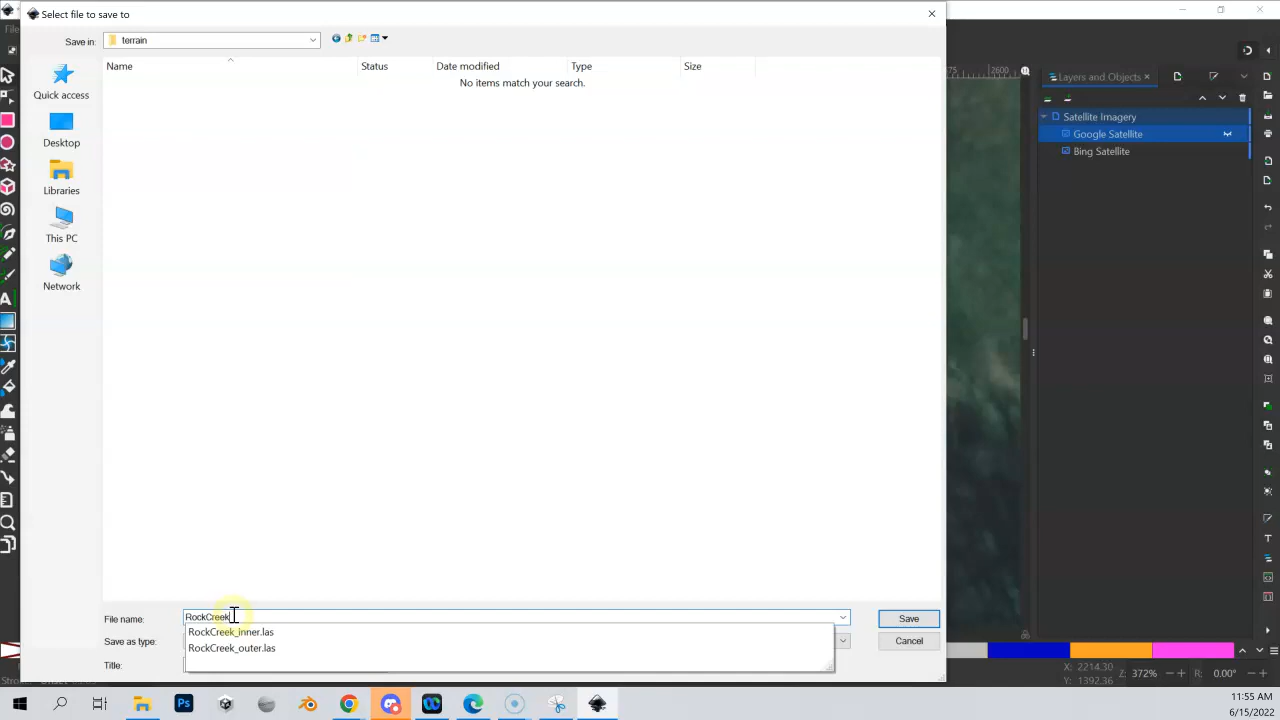 Select file to save to
File
Save in:
terrain
Name
Status
Date modified
Type
Size
No items match your search.
Quick access
Desktop
Libraries
This PC
Network
2600
Layers and Objects
Satellite Imagery
Google Satellite
Bing Satellite
File name:
RockCreek
Save
RockCreek_inner.las
RockCreek_outer.las
Save as type:
Cancel
Title:
X: 2214.30
Y: 1392.36
Z:
372%
R:
0.00°
11:55 AM
6/15/2022